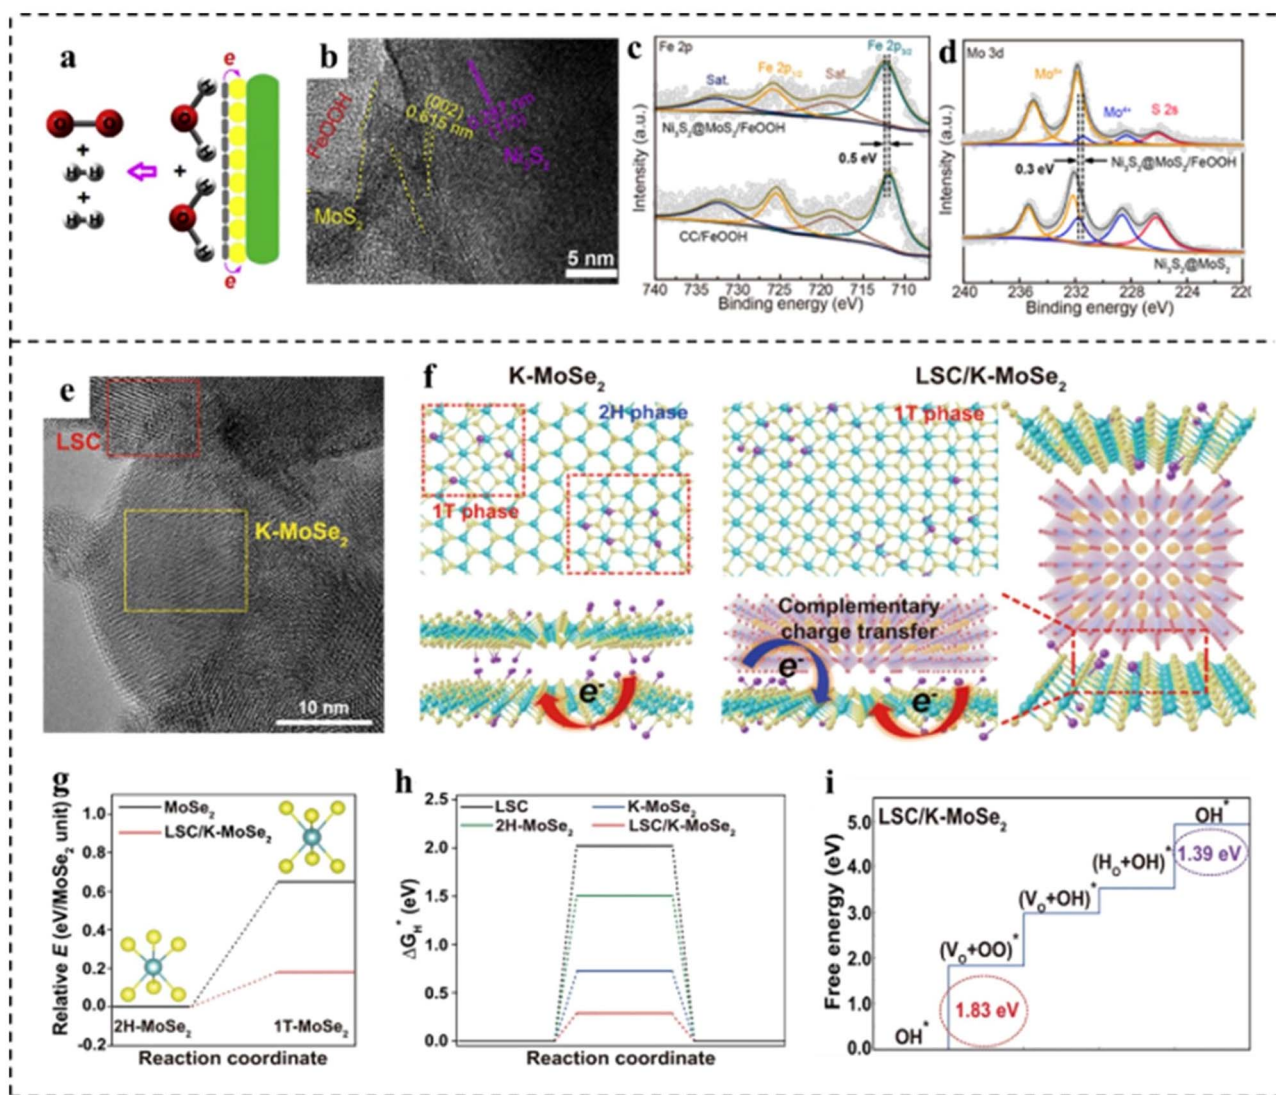 a
e
O
O
H
H
+
H
H
+
H
H
+
O
H
H
O
H
H
e
b
FeOOH
MoS2
(002)
0.615 nm
Ni3S2
5 nm
c
Fe 2p
Sat.
Fe 2p1/2
Sat.
Fe 2p3/2
Ni3S2@MoS2/FeOOH
0.5 eV
CC/FeOOH
Intensity (a.u.)
740 735 730 725 720 715 710
Binding energy (eV)
d
Mo 3d
Mo6+
Mo4+
S 2s
Ni3S2@MoS2/FeOOH
0.3 eV
Ni3S2@MoS2
Intensity (a.u.)
240 236 232 228 224 220
Binding energy (eV)
e
LSC
K-MoSe2
10 nm
f
K-MoSe2
LSC/K-MoSe2
2H phase
1T phase
1T phase
Complementary
charge transfer
e-
e-
e-
g
Relative E (eV/MoSe2 unit)
1.0
0.8
0.6
0.4
0.2
0.0
-0.2
MoSe2
LSC/K-MoSe2
2H-MoSe2
1T-MoSe2
Reaction coordinate
h
ΔGH* (eV)
2.5
2.0
1.5
1.0
0.5
0.0
LSC
K-MoSe2
2H-MoSe2
LSC/K-MoSe2
Reaction coordinate
i
Free energy (eV)
5.0
4.0
3.0
2.0
1.0
0.0
LSC/K-MoSe2
OH*
1.39 eV
(HO+OH)*
(VO+OH)*
(VO+OO)*
1.83 eV
OH*